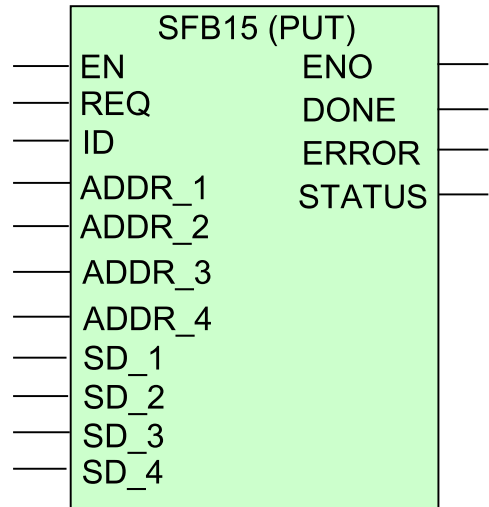 SFB15 (PUT)
EN ENO
REQ DONE
ID ERROR
ADDR_1 STATUS
ADDR_2
ADDR_3
ADDR_4
SD_1
SD_2
SD_3
SD_4